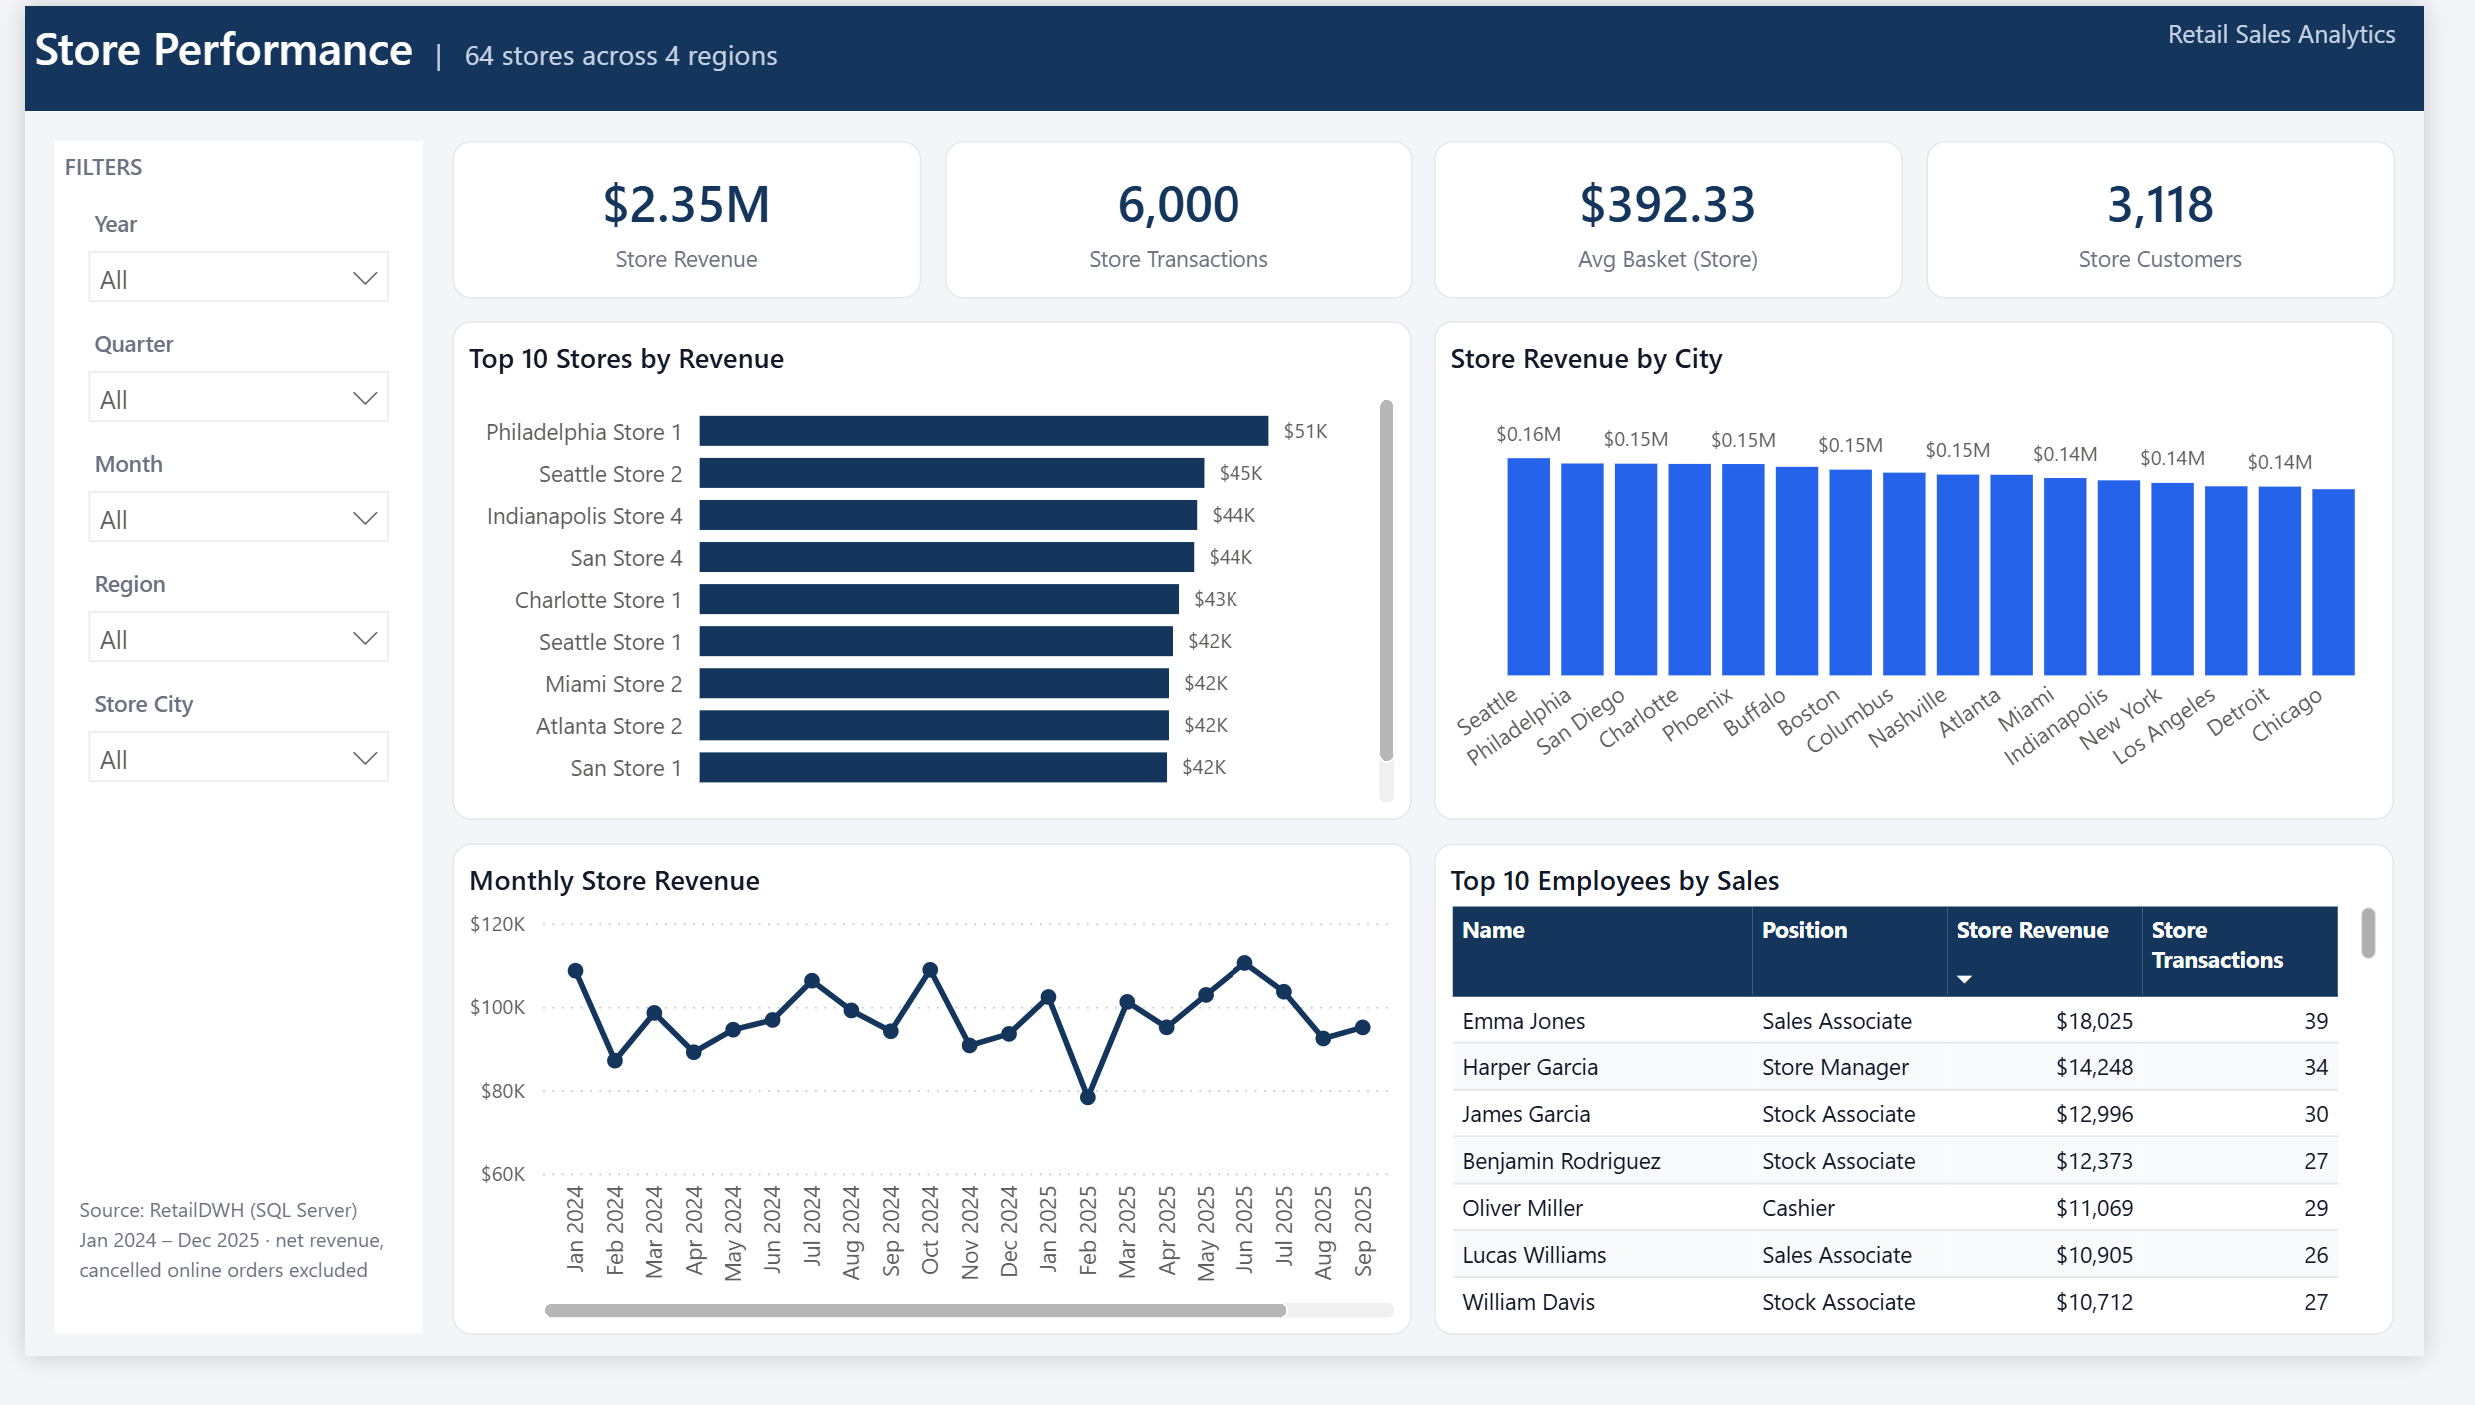 Store Performance | 64 stores across 4 regions
Retail Sales Analytics
FILTERS
Year
All
Quarter
All
Month
All
Region
All
Store City
All
Source: RetailDWH (SQL Server)
Jan 2024 – Dec 2025 · net revenue,
cancelled online orders excluded
$2.35M
Store Revenue
6,000
Store Transactions
$392.33
Avg Basket (Store)
3,118
Store Customers
Top 10 Stores by Revenue
Philadelphia Store 1 $51K
Seattle Store 2 $45K
Indianapolis Store 4 $44K
San Store 4 $44K
Charlotte Store 1 $43K
Seattle Store 1 $42K
Miami Store 2 $42K
Atlanta Store 2 $42K
San Store 1 $42K
Store Revenue by City
$0.16M $0.15M $0.15M $0.15M $0.15M $0.14M $0.14M $0.14M
Seattle Philadelphia San Diego Charlotte Phoenix Buffalo Boston Columbus Nashville Atlanta Miami Indianapolis New York Los Angeles Detroit Chicago
Monthly Store Revenue
$120K
$100K
$80K
$60K
Jan 2024 Feb 2024 Mar 2024 Apr 2024 May 2024 Jun 2024 Jul 2024 Aug 2024 Sep 2024 Oct 2024 Nov 2024 Dec 2024 Jan 2025 Feb 2025 Mar 2025 Apr 2025 May 2025 Jun 2025 Jul 2025 Aug 2025 Sep 2025
Top 10 Employees by Sales
Name Position Store Revenue Store Transactions
Emma Jones Sales Associate $18,025 39
Harper Garcia Store Manager $14,248 34
James Garcia Stock Associate $12,996 30
Benjamin Rodriguez Stock Associate $12,373 27
Oliver Miller Cashier $11,069 29
Lucas Williams Sales Associate $10,905 26
William Davis Stock Associate $10,712 27